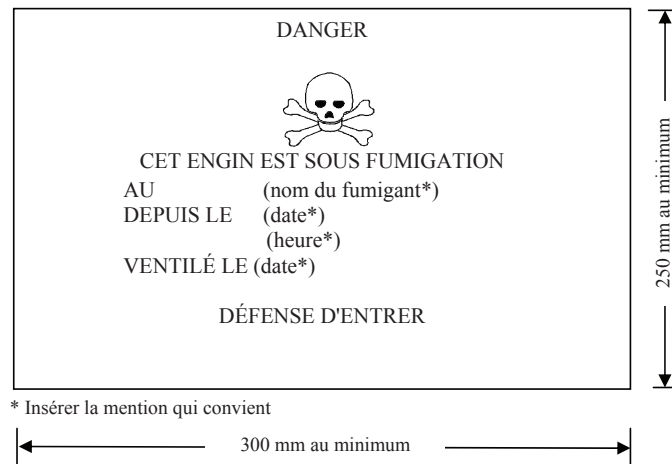 DANGER
CET ENGIN EST SOUS FUMIGATION
AU (nom du fumigant*)
DEPUIS LE (date*)
(heure*)
VENTILÉ LE (date*)
DÉFENSE D'ENTRER
250 mm au minimum
* Insérer la mention qui convient
300 mm au minimum